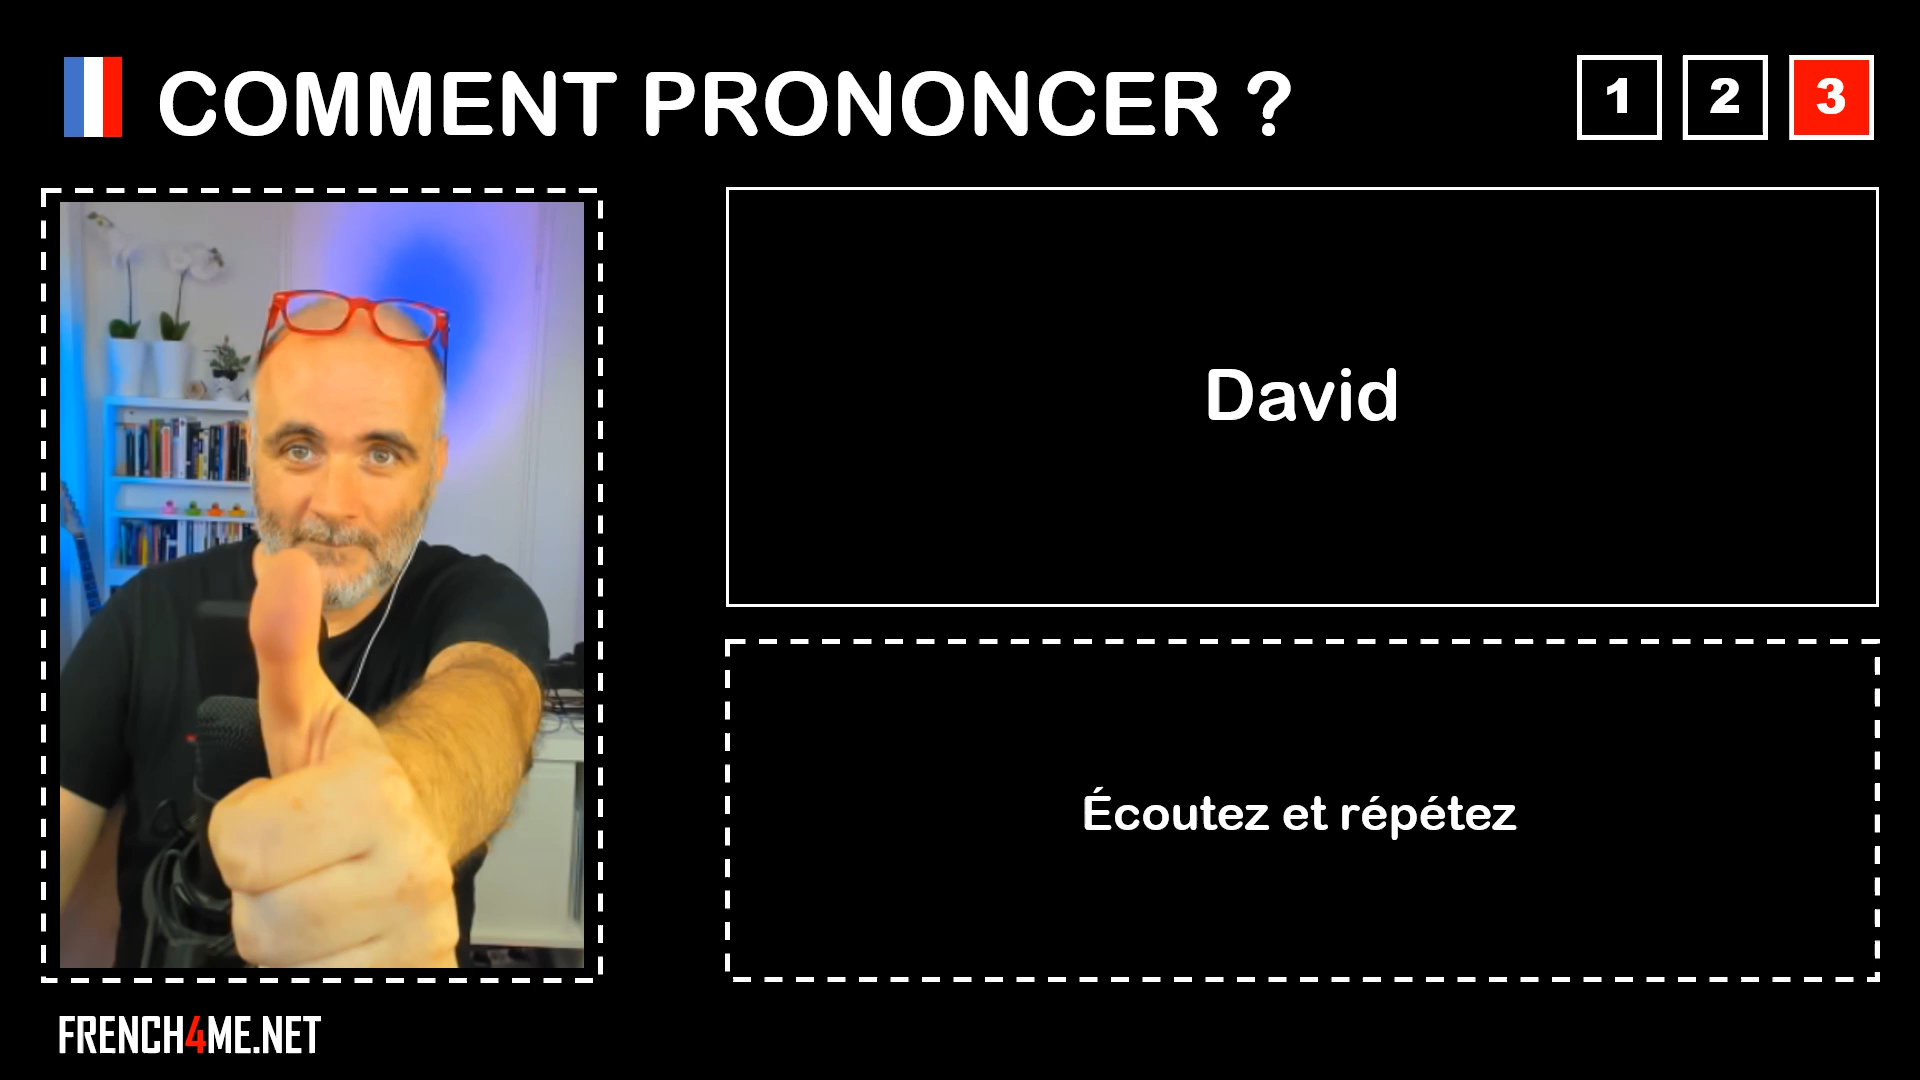 COMMENT PRONONCER ?
1 2 3
David
Écoutez et répétez
FRENCH4ME.NET